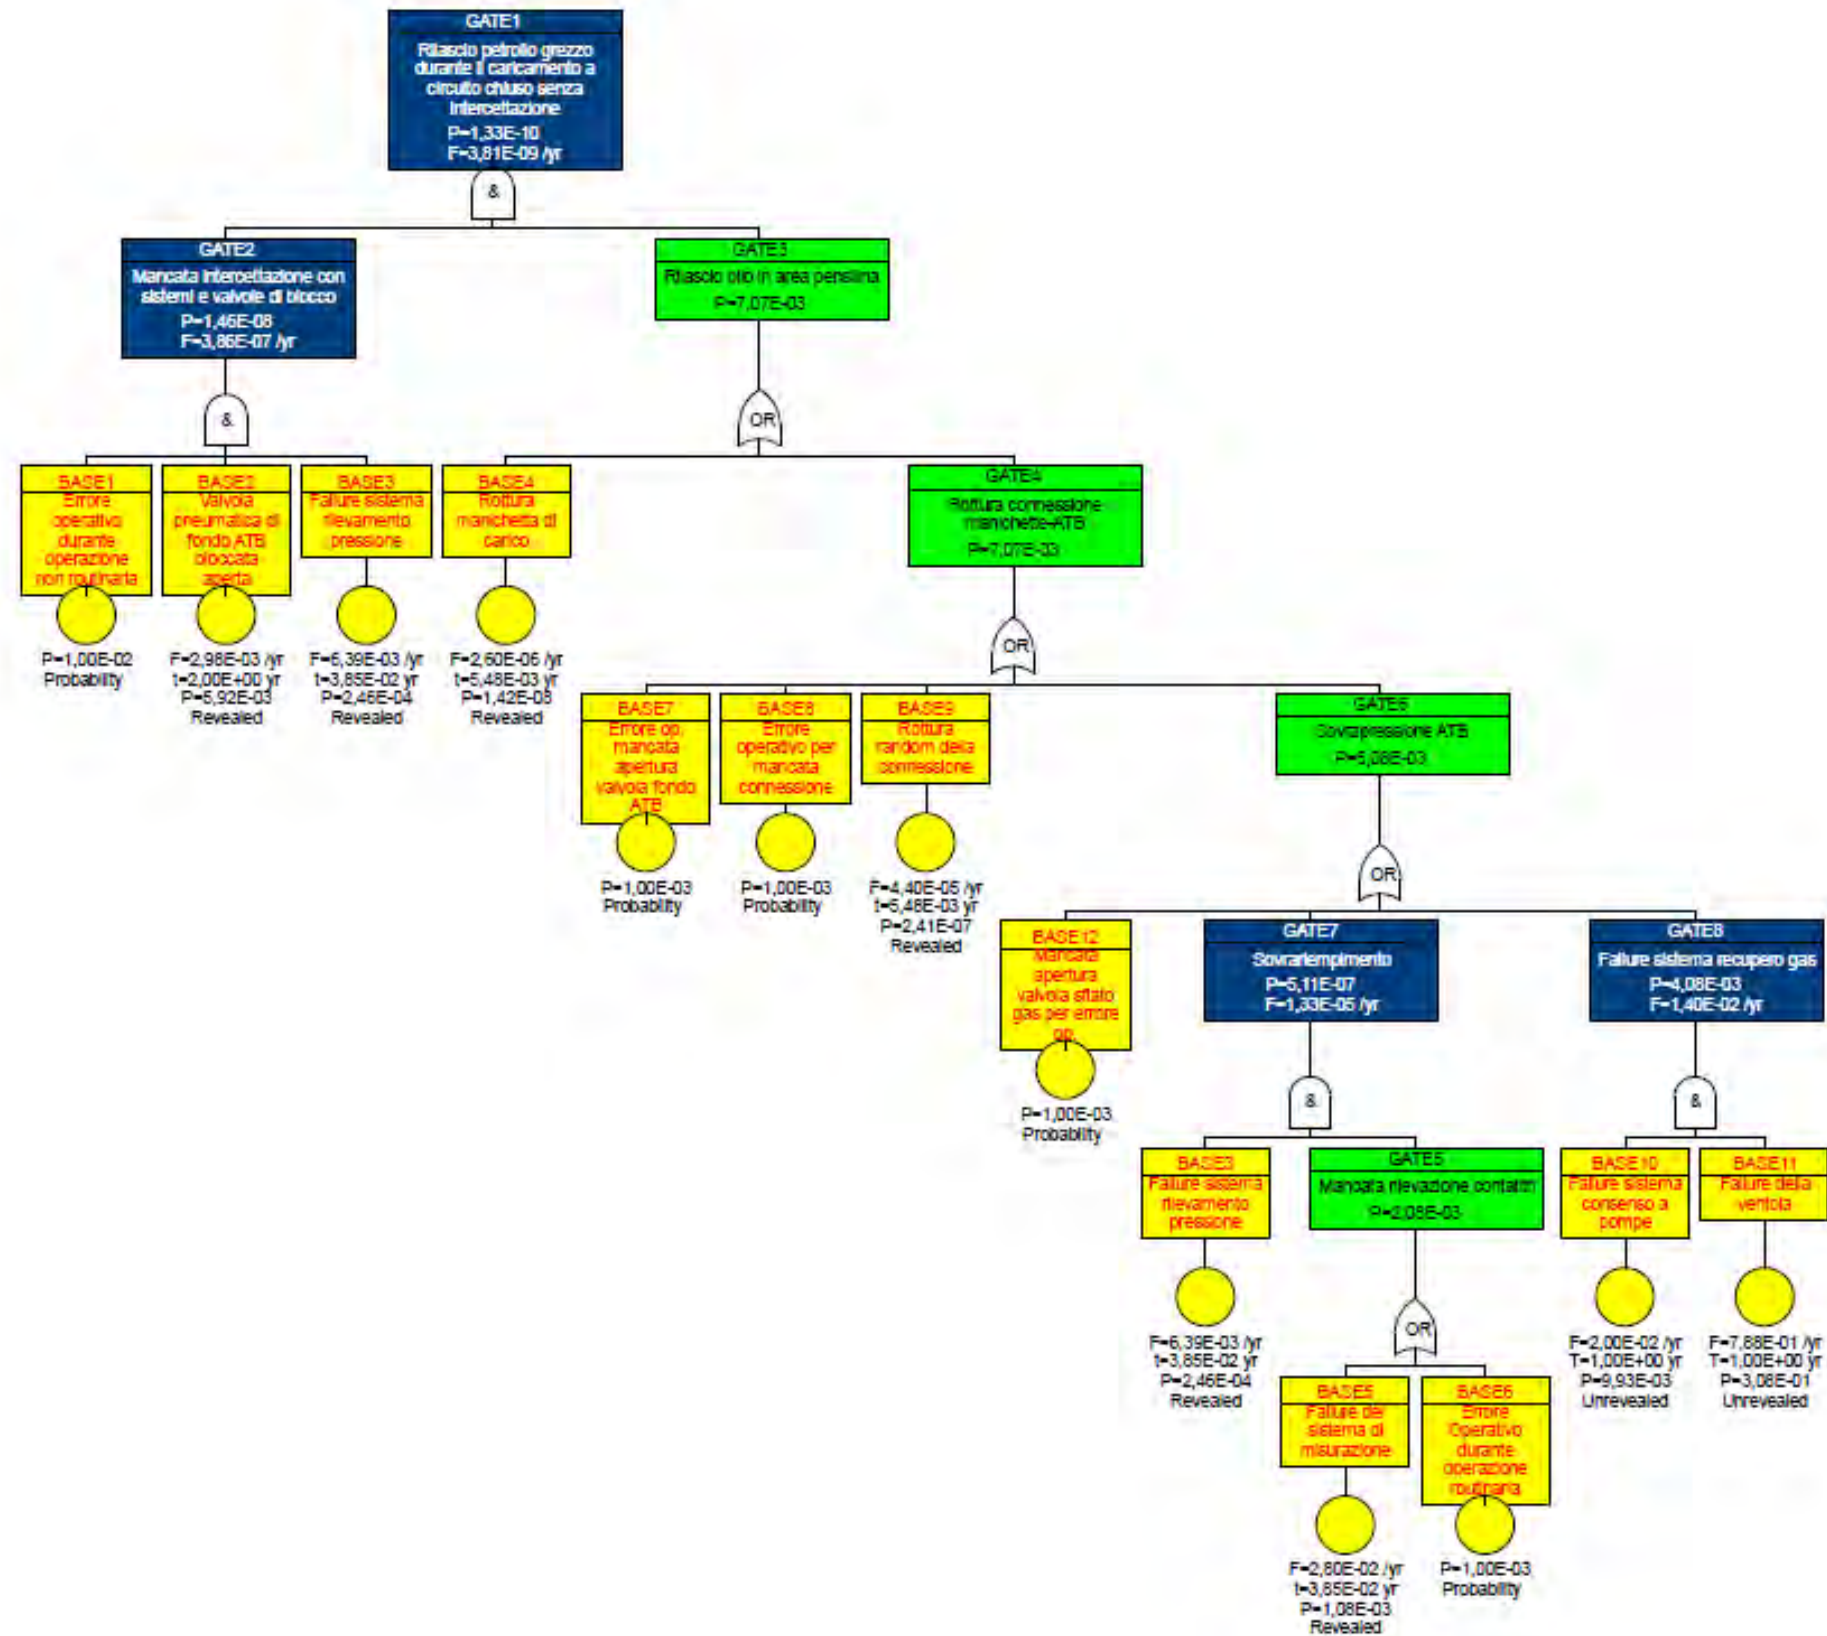 GATE1
Rilascio petrolio grezzo
durante il caricamento a
circuito chiuso senza
intercettazione
P=1,33E-10
F=3,81E-09 /yr
&
GATE2
Mancata intercettazione con
sistemi e valvole di blocco
P=1,46E-08
F=3,86E-07 /yr
GATE3
Rilascio olio in area pensilina
P=7,07E-03
&
OR
BASE1
Errore
operativo
durante
operazione
non routinaria
P=1,00E-02
Probability
BASE2
Valvola
pneumatica di
fondo ATB
bloccata
aperta
F=2,98E-03 /yr
t=2,00E+00 yr
P=5,92E-03
Revealed
BASE3
Failure sistema
rilevamento
pressione
F=6,39E-03 /yr
t=3,85E-02 yr
P=2,46E-04
Revealed
BASE4
Rottura
manichetta di
carico
F=2,60E-06 /yr
t=5,48E-03 yr
P=1,42E-08
Revealed
GATE4
Rottura connessione
manichette-ATB
P=7,07E-03
OR
BASE7
Errore op.
mancata
apertura
valvola fondo
ATB
P=1,00E-03
Probability
BASE8
Errore
operativo per
mancata
connessione
P=1,00E-03
Probability
BASE9
Rottura
random della
connessione
F=4,40E-05 /yr
t=5,48E-03 yr
P=2,41E-07
Revealed
GATE6
Sovrapressione ATB
P=5,08E-03
OR
BASE12
Mancata
apertura
valvola sfiato
gas per errore
op.
P=1,00E-03
Probability
GATE7
Sovrariempimento
P=5,11E-07
F=1,33E-05 /yr
GATE8
Failure sistema recupero gas
P=4,08E-03
F=1,40E-02 /yr
&
&
BASE3
Failure sistema
rilevamento
pressione
F=6,39E-03 /yr
t=3,85E-02 yr
P=2,46E-04
Revealed
GATE5
Mancata rilevazione contalitri
P=2,08E-03
BASE10
Failure sistema
consenso a
pompe
F=2,00E-02 /yr
T=1,00E+00 yr
P=9,93E-03
Unrevealed
BASE11
Failure della
ventola
F=7,88E-01 /yr
T=1,00E+00 yr
P=3,08E-01
Unrevealed
OR
BASE5
Failure del
sistema di
misurazione
F=2,80E-02 /yr
t=3,85E-02 yr
P=1,08E-03
Revealed
BASE6
Errore
Operativo
durante
operazione
routinaria
P=1,00E-03
Probability